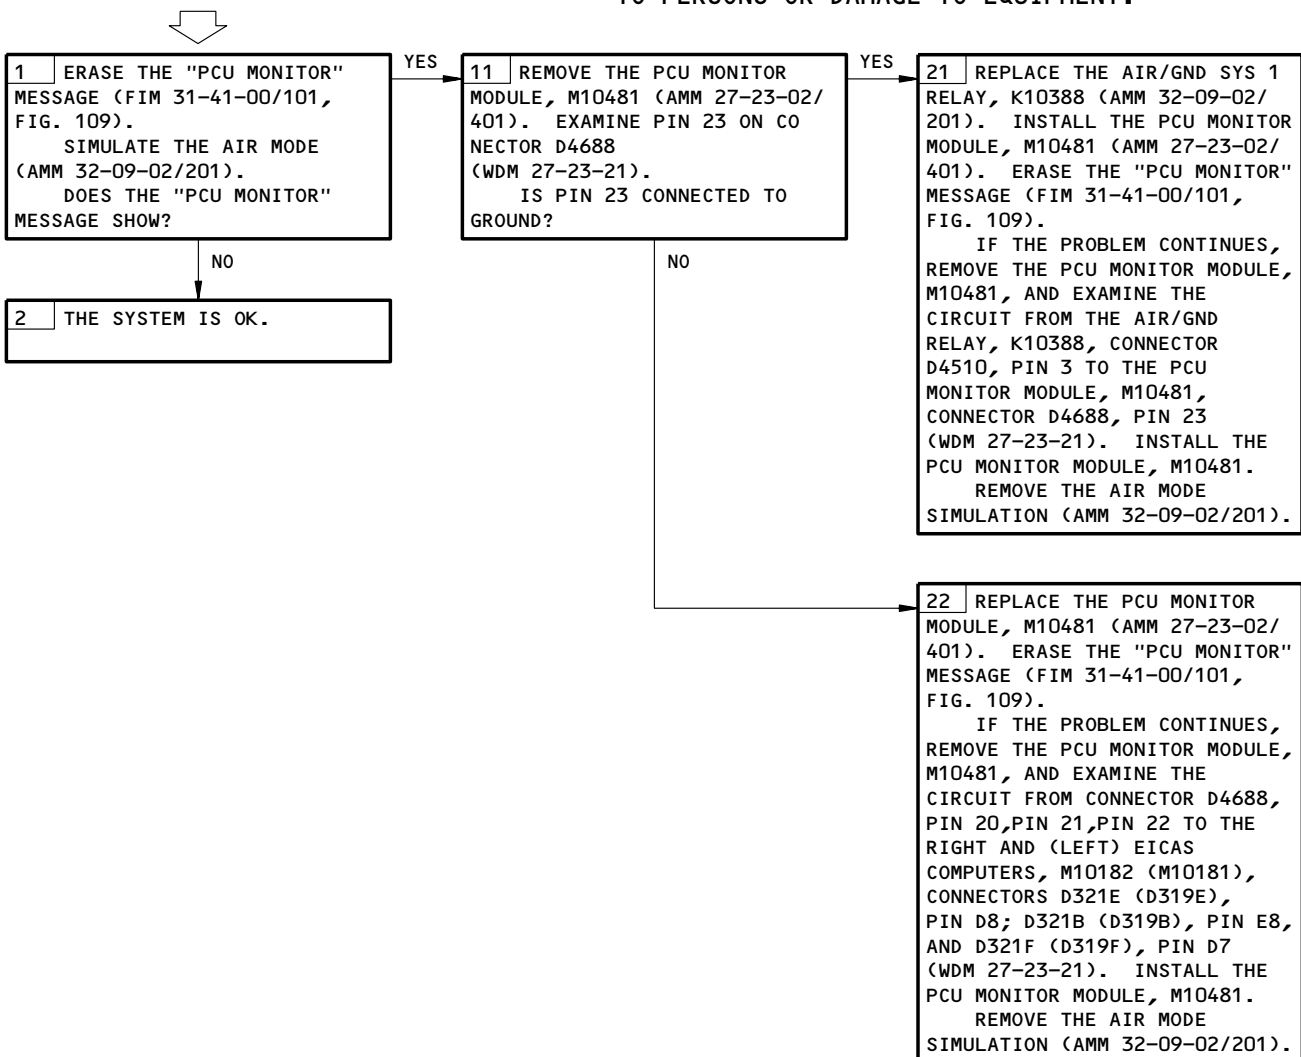 TO PERSONS OR DAMAGE TO EQUIPMENT.
1 ERASE THE "PCU MONITOR"
MESSAGE (FIM 31-41-00/101,
FIG. 109).
SIMULATE THE AIR MODE
(AMM 32-09-02/201).
DOES THE "PCU MONITOR"
MESSAGE SHOW?
YES
NO
2 THE SYSTEM IS OK.
11 REMOVE THE PCU MONITOR
MODULE, M10481 (AMM 27-23-02/
401). EXAMINE PIN 23 ON CO
NECTOR D4688
(WDM 27-23-21).
IS PIN 23 CONNECTED TO
GROUND?
YES
NO
21 REPLACE THE AIR/GND SYS 1
RELAY, K10388 (AMM 32-09-02/
201). INSTALL THE PCU MONITOR
MODULE, M10481 (AMM 27-23-02/
401). ERASE THE "PCU MONITOR"
MESSAGE (FIM 31-41-00/101,
FIG. 109).
IF THE PROBLEM CONTINUES,
REMOVE THE PCU MONITOR MODULE,
M10481, AND EXAMINE THE
CIRCUIT FROM THE AIR/GND
RELAY, K10388, CONNECTOR
D4510, PIN 3 TO THE PCU
MONITOR MODULE, M10481,
CONNECTOR D4688, PIN 23
(WDM 27-23-21). INSTALL THE
PCU MONITOR MODULE, M10481.
REMOVE THE AIR MODE
SIMULATION (AMM 32-09-02/201).
22 REPLACE THE PCU MONITOR
MODULE, M10481 (AMM 27-23-02/
401). ERASE THE "PCU MONITOR"
MESSAGE (FIM 31-41-00/101,
FIG. 109).
IF THE PROBLEM CONTINUES,
REMOVE THE PCU MONITOR MODULE,
M10481, AND EXAMINE THE
CIRCUIT FROM CONNECTOR D4688,
PIN 20,PIN 21,PIN 22 TO THE
RIGHT AND (LEFT) EICAS
COMPUTERS, M10182 (M10181),
CONNECTORS D321E (D319E),
PIN D8; D321B (D319B), PIN E8,
AND D321F (D319F), PIN D7
(WDM 27-23-21). INSTALL THE
PCU MONITOR MODULE, M10481.
REMOVE THE AIR MODE
SIMULATION (AMM 32-09-02/201).